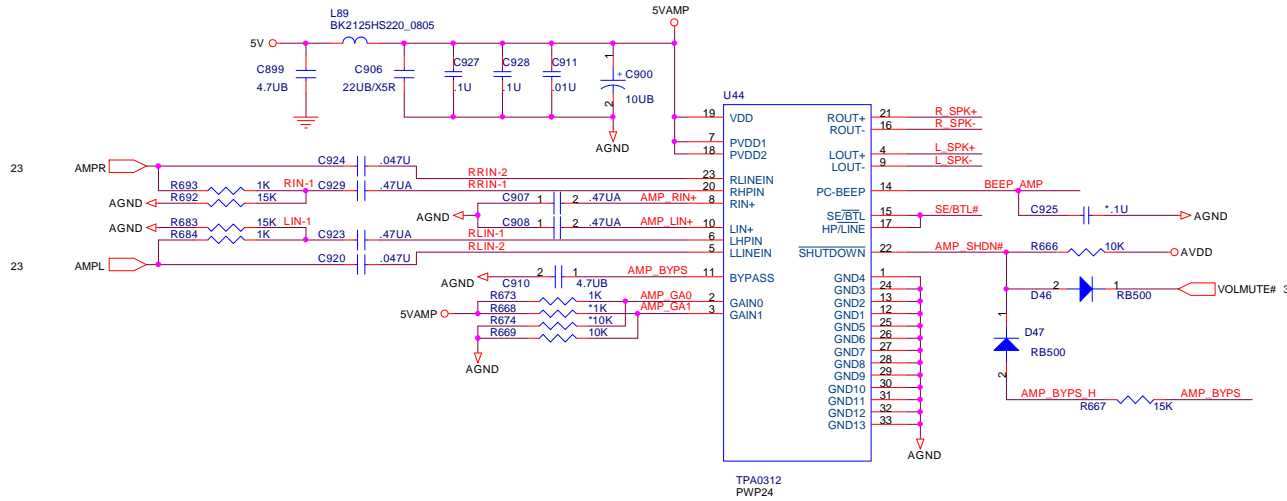 L89
BK2125HS220_0805
5VAMP
5V
C899
4.7UB
C906
22UB/X5R
C927
.1U
C928
.1U
C911
.01U
1
+ C900
10UB
2
AGND
U44
19 VDD
7 PVDD1
18 PVDD2
23 RLINEIN
20 RHPIN
8 RIN+
10 LIN+
6 LHPIN
5 LLINEIN
11 BYPASS
2 GAIN0
3 GAIN1
ROUT+ 21 R_SPK+
ROUT- 16 R_SPK-
LOUT+ 4 L_SPK+
LOUT- 9 L_SPK-
PC-BEEP 14 BEEP_AMP
SE/BTL 15 SE/BTL#
HP/LINE 17
SHUTDOWN 22 AMP_SHDN#
GND4 1
GND3 24
GND2 13
GND1 12
GND5 25
GND6 26
GND7 27
GND8 28
GND9 29
GND10 30
GND11 31
GND12 32
GND13 33
AGND
TPA0312
PWP24
23 AMPR
C924 .047U RRIN-2
R693 1K RIN-1 C929 .47UA RRIN-1
AGND R692 15K
C907 1 2 .47UA AMP_RIN+
AGND
C908 1 2 .47UA AMP_LIN+
AGND R683 15K LIN-1
R684 1K C923 .47UA RLIN-1
23 AMPL
C920 .047U RLIN-2
AGND 2 1 AMP_BYPS
C910 4.7UB
R673 1K AMP_GA0
5VAMP R668 *1K AMP_GA1
R674 *10K
R669 10K
AGND
C925 *.1U AGND
R666 10K AVDD
2 1
D46 RB500
VOLMUTE# 3
1
D47
RB500
2
AMP_BYPS_H R667 15K AMP_BYPS